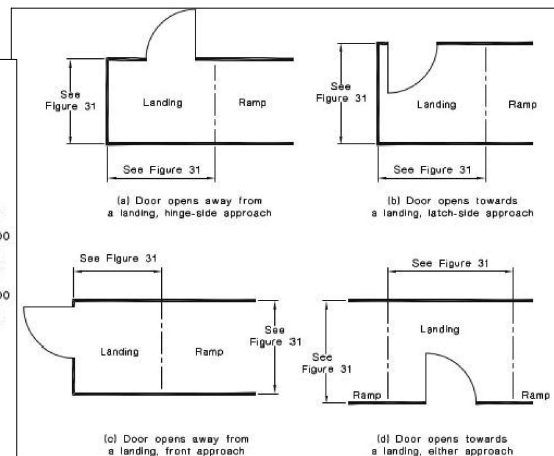 See
Figure 31
Landing
Ramp
See Figure 31
(a) Door opens away from
a landing, hinge-side approach
See
Figure 31
Landing
Ramp
See Figure 31
(b) Door opens towards
a landing, latch-side approach
00
00
See Figure 31
Landing
Ramp
See
Figure 31
(c) Door opens away from
a landing, front approach
See Figure 31
Landing
See
Figure 31
Ramp
Ramp
(d) Door opens towards
a landing, either approach